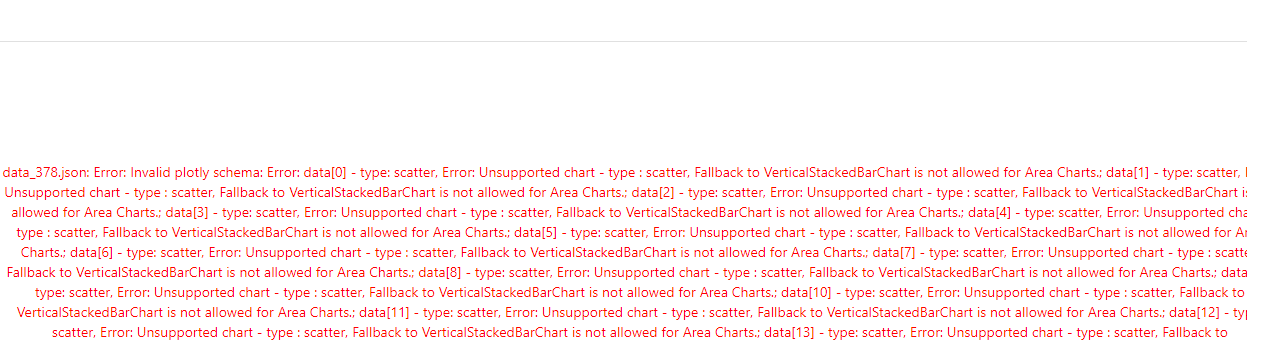 data_378.json: Error: Invalid plotly schema: Error: data[0] - type: scatter, Error: Unsupported chart - type : scatter, Fallback to VerticalStackedBarChart is not allowed for Area Charts.; data[1] - type: scatter,
Unsupported chart - type : scatter, Fallback to VerticalStackedBarChart is not allowed for Area Charts.; data[2] - type: scatter, Error: Unsupported chart - type : scatter, Fallback to VerticalStackedBarChart
allowed for Area Charts.; data[3] - type: scatter, Error: Unsupported chart - type : scatter, Fallback to VerticalStackedBarChart is not allowed for Area Charts.; data[4] - type: scatter, Error: Unsupported
type : scatter, Fallback to VerticalStackedBarChart is not allowed for Area Charts.; data[5] - type: scatter, Error: Unsupported chart - type : scatter, Fallback to VerticalStackedBarChart is not allowed for
Charts.; data[6] - type: scatter, Error: Unsupported chart - type : scatter, Fallback to VerticalStackedBarChart is not allowed for Area Charts.; data[7] - type: scatter, Error: Unsupported chart - type :
Fallback to VerticalStackedBarChart is not allowed for Area Charts.; data[8] - type: scatter, Error: Unsupported chart - type : scatter, Fallback to VerticalStackedBarChart is not allowed for Area Charts.; data
type: scatter, Error: Unsupported chart - type : scatter, Fallback to VerticalStackedBarChart is not allowed for Area Charts.; data[10] - type: scatter, Error: Unsupported chart - type : scatter, Fallback to
VerticalStackedBarChart is not allowed for Area Charts.; data[11] - type: scatter, Error: Unsupported chart - type : scatter, Fallback to VerticalStackedBarChart is not allowed for Area Charts.; data[12] -
scatter, Error: Unsupported chart - type : scatter, Fallback to VerticalStackedBarChart is not allowed for Area Charts.; data[13] - type: scatter, Error: Unsupported chart - type : scatter, Fallback to